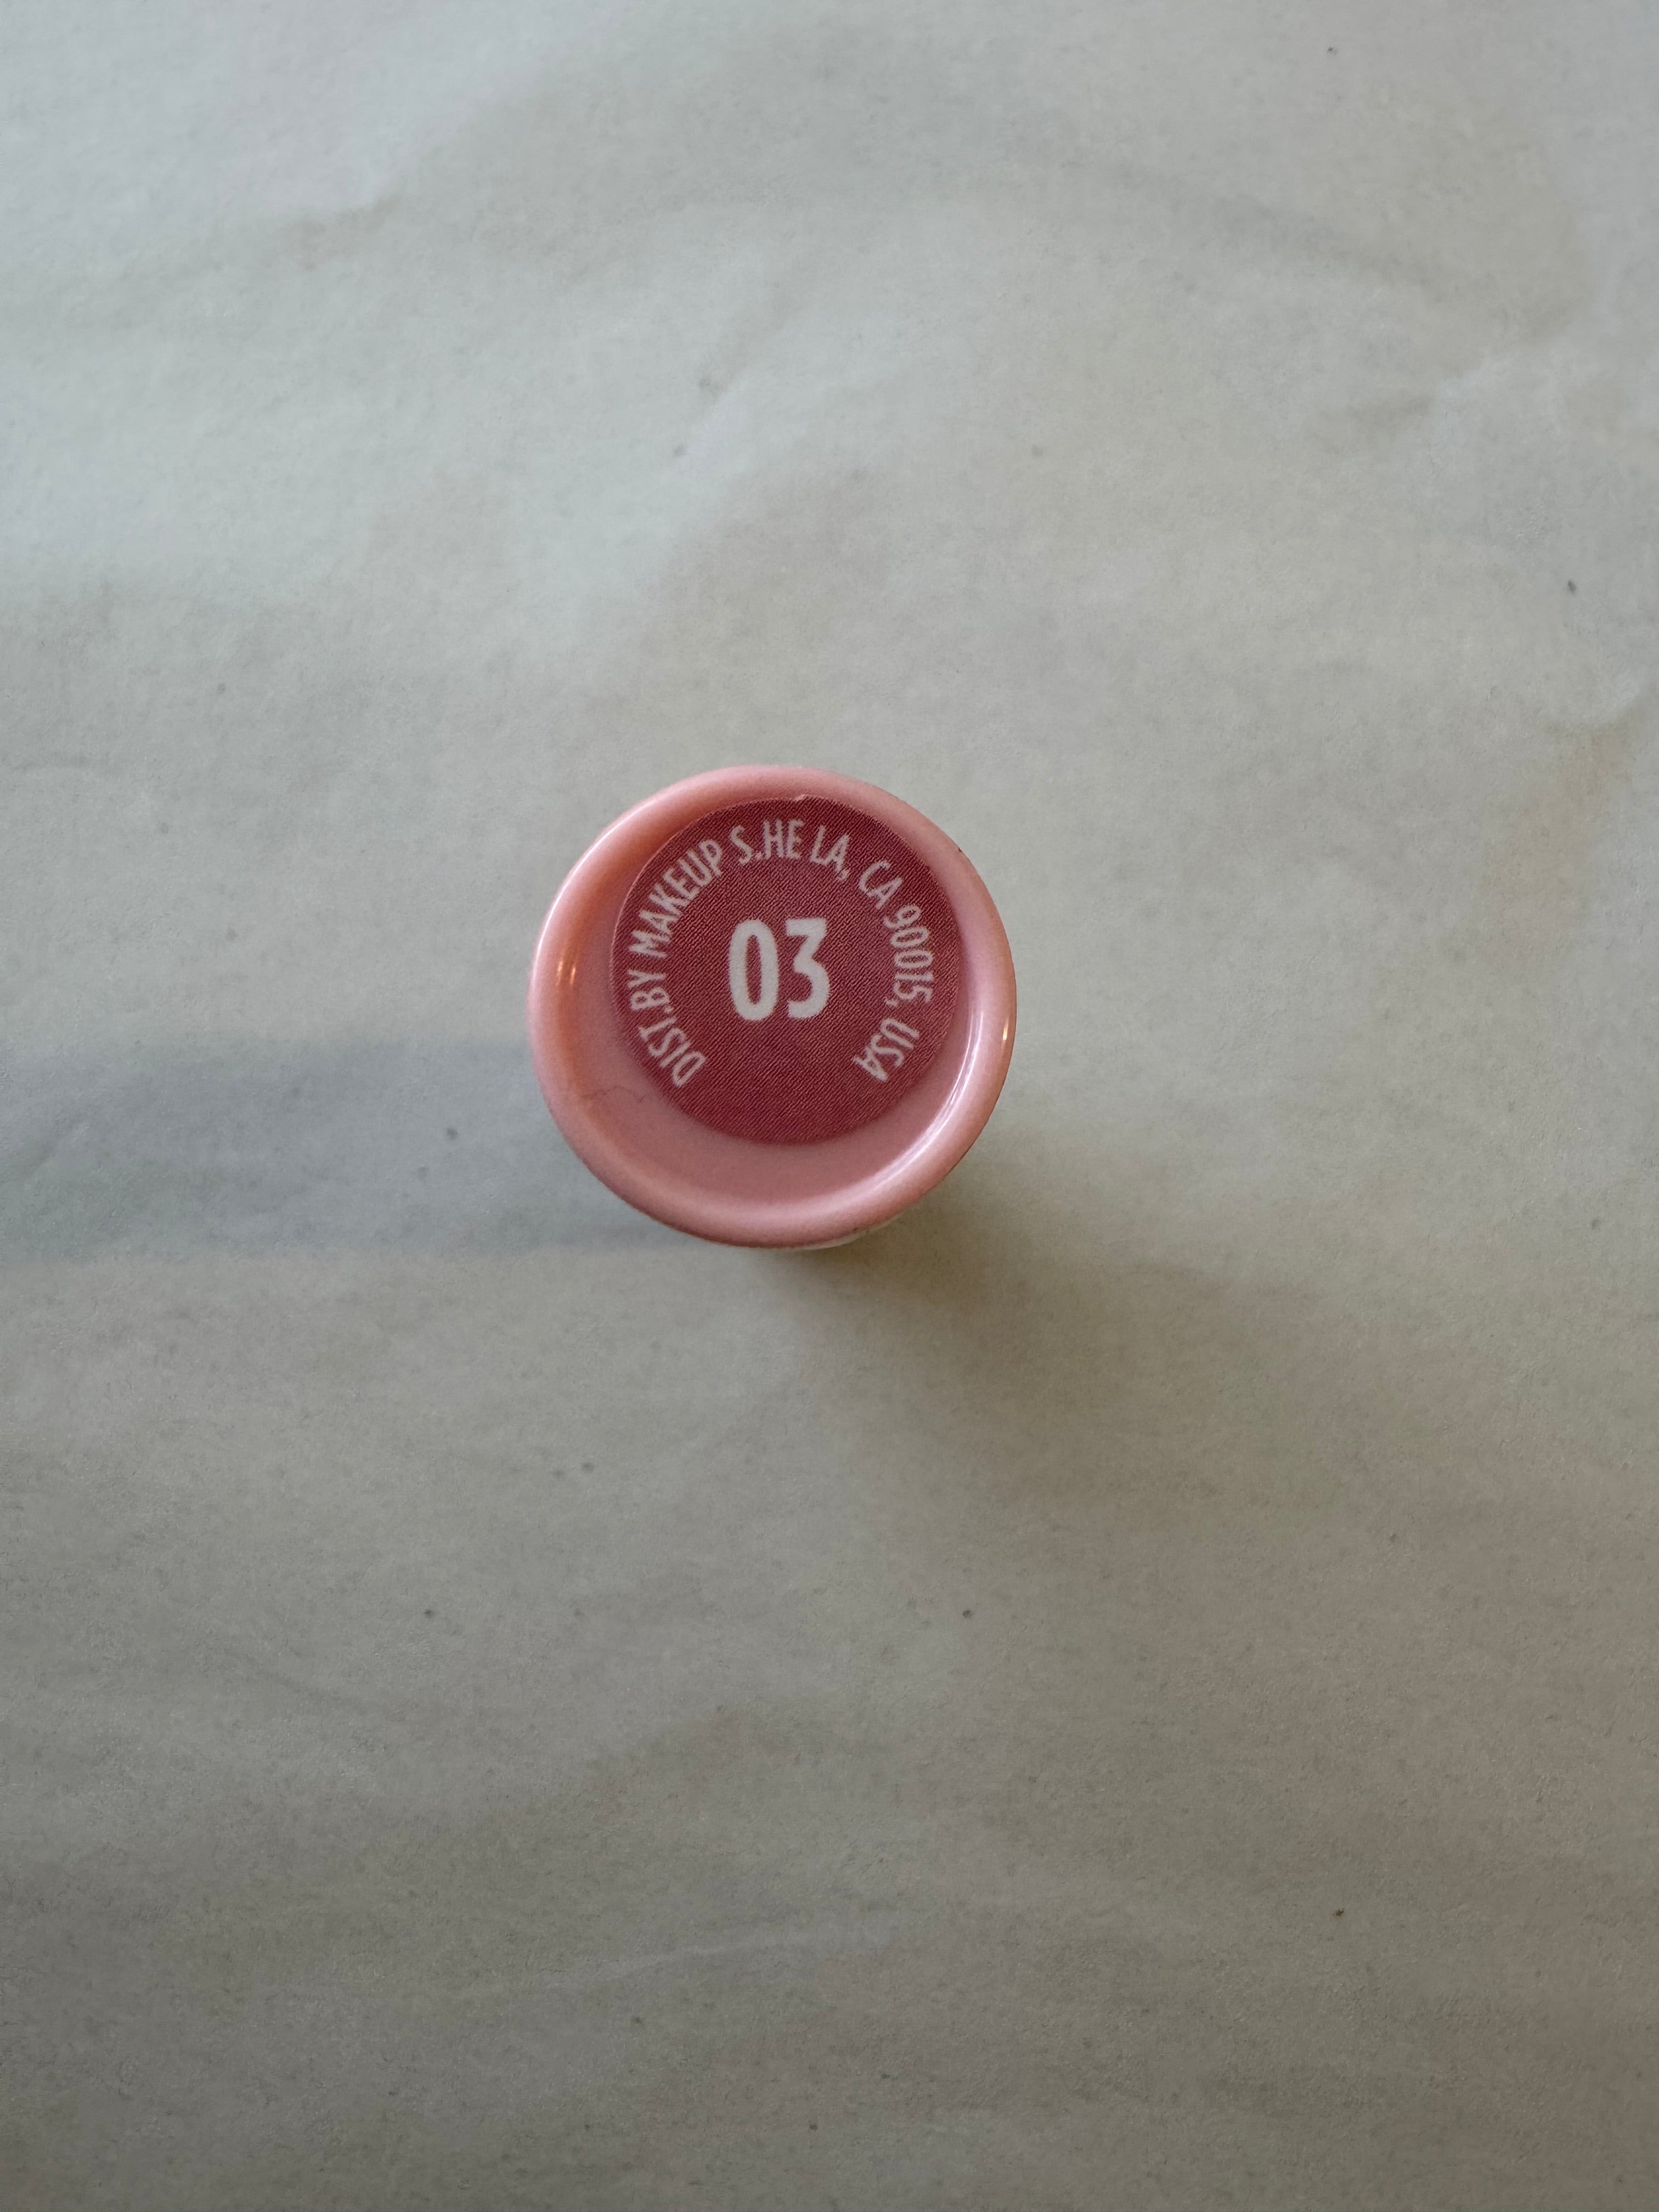 DIST.BY MAKEUP S.HE LA, CA 90015, USA
03